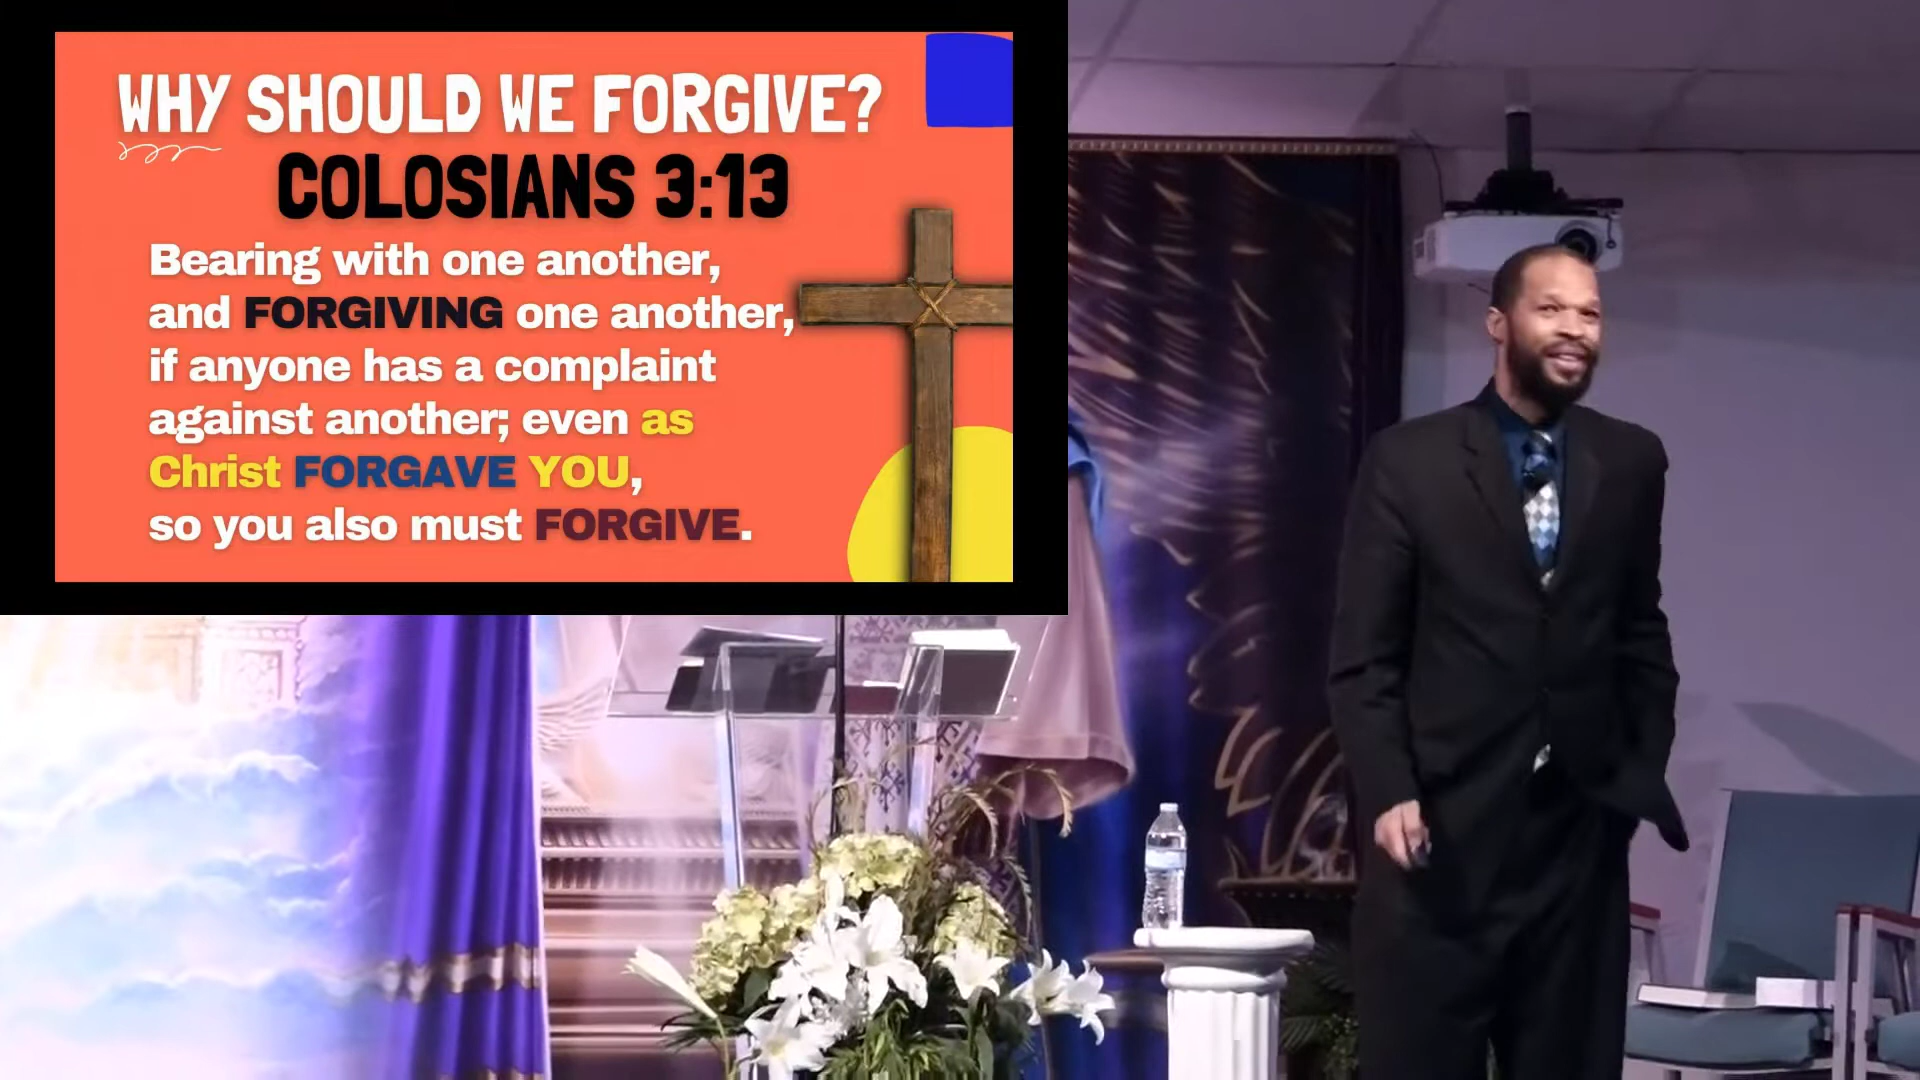 WHY SHOULD WE FORGIVE?
COLOSIANS 3:13
Bearing with one another,
and FORGIVING one another,
if anyone has a complaint
against another; even as
Christ FORGAVE YOU,
so you also must FORGIVE.